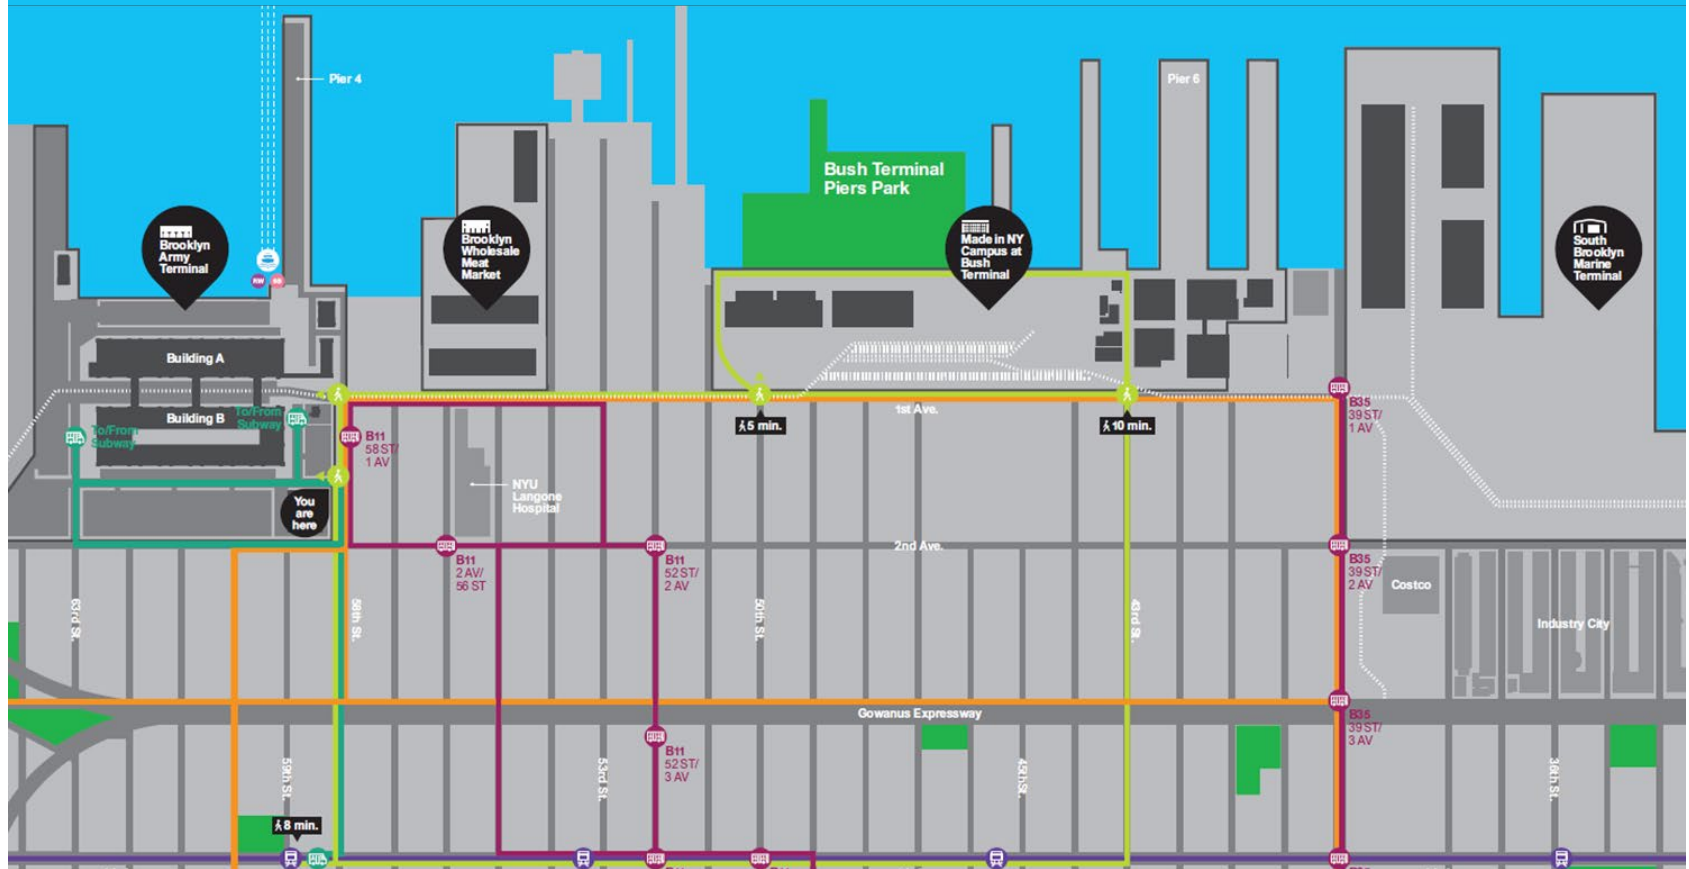 Pier 4
Pier 6
Bush Terminal
Piers Park
Brooklyn
Army
Terminal
Brooklyn
Wholesale
Meat
Market
Made in NY
Campus at
Bush
Terminal
South
Brooklyn
Marine
Terminal
RW
Building A
Building B
To/From
Subway
To/From
Subway
You
are
here
B11
58 ST/
1 AV
NYU
Langone
Hospital
5 min.
1st Ave.
10 min.
B35
39 ST/
1 AV
B11
2 AV/
56 ST
B11
52 ST/
2 AV
2nd Ave.
B35
39 ST/
2 AV
Costco
Industry City
63rd St.
58th St.
50th St.
43rd St.
Gowanus Expressway
B35
39 ST/
3 AV
B11
52 ST/
3 AV
59th St.
53rd St.
45th St.
36th St.
8 min.